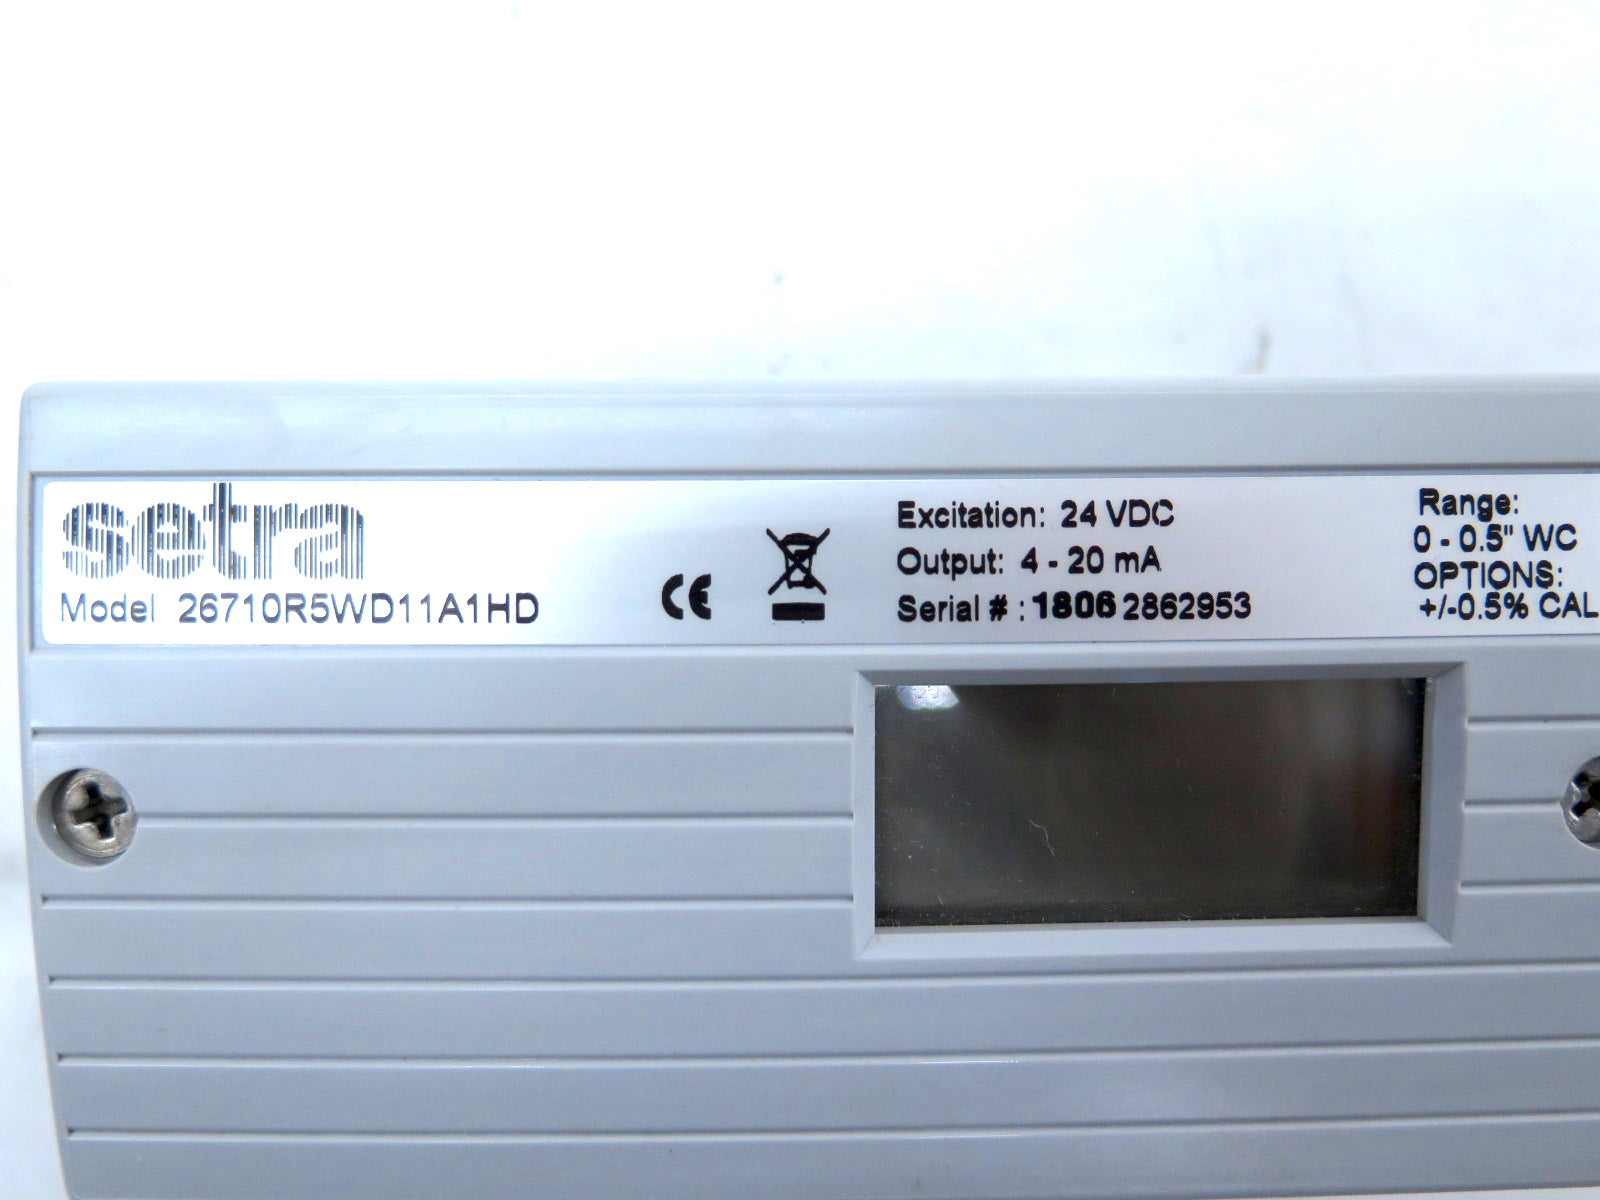 setra
Model 26710R5WD11A1HD
CE
Excitation: 24 VDC
Output: 4 - 20 mA
Serial # : 1806 2862953
Range:
0 - 0.5" WC
OPTIONS:
+/-0.5% CAL